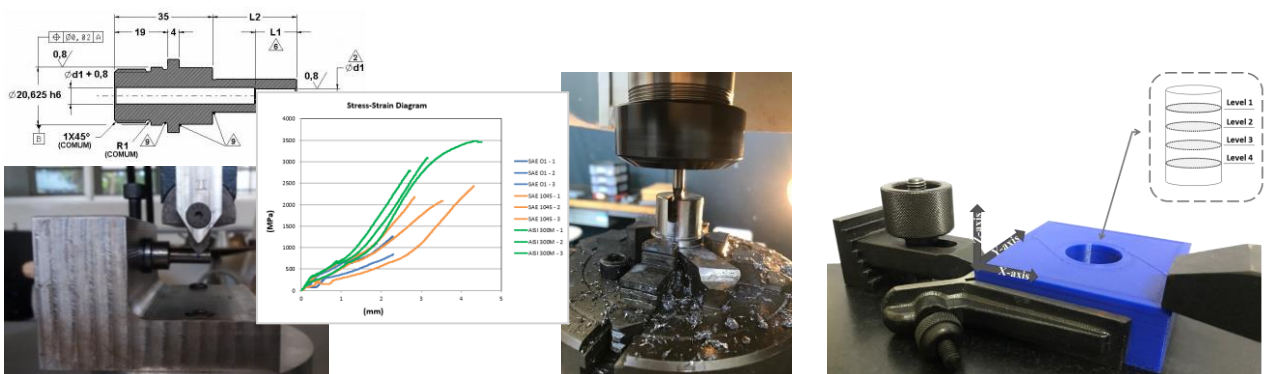 35
L2
19
4
L1
6
⌖ Ø0,02 A
0,8
2
Ød1
Ød1 + 0,8
0,8
Ø20,625 h6
B
1X45°
(COMUM)
R1
(COMUM)
9
9
Stress-Strain Diagram
(MPa)
4000
3500
3000
2500
2000
1500
1000
500
0
0
1
2
3
4
5
(mm)
SAE O1 - 1
SAE O1 - 2
SAE O1 - 3
SAE 1045 - 1
SAE 1045 - 2
SAE 1045 - 3
AISI 300M - 1
AISI 300M - 2
AISI 300M - 3
Level 1
Level 2
Level 3
Level 4
Z-axis
Y-axis
X-axis